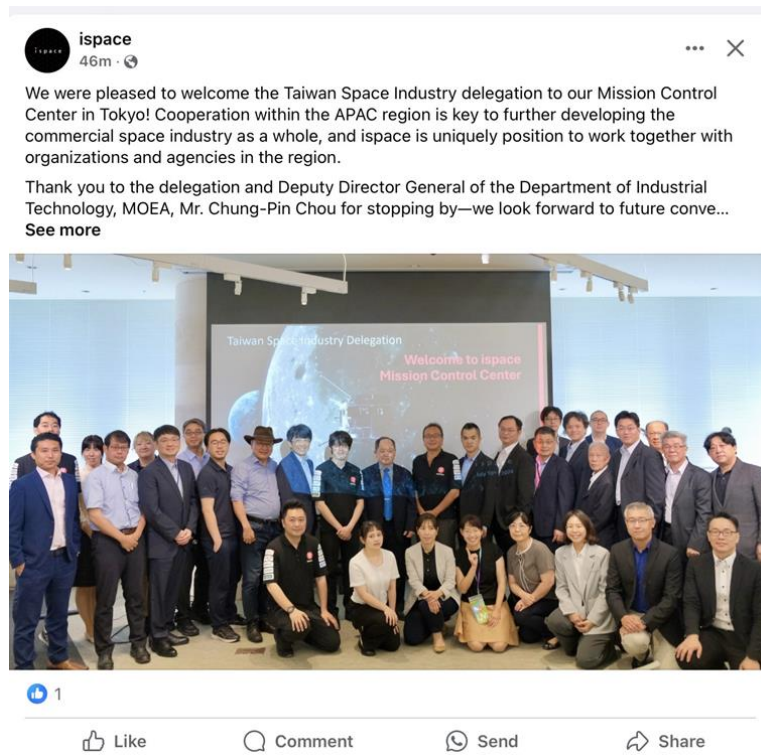 ispace
ispace
46m ·
We were pleased to welcome the Taiwan Space Industry delegation to our Mission Control
Center in Tokyo! Cooperation within the APAC region is key to further developing the
commercial space industry as a whole, and ispace is uniquely position to work together with
organizations and agencies in the region.
Thank you to the delegation and Deputy Director General of the Department of Industrial
Technology, MOEA, Mr. Chung-Pin Chou for stopping by—we look forward to future conve...
See more
Taiwan Space Industry Delegation
Welcome to ispace
Mission Control Center
1
Like
Comment
Send
Share